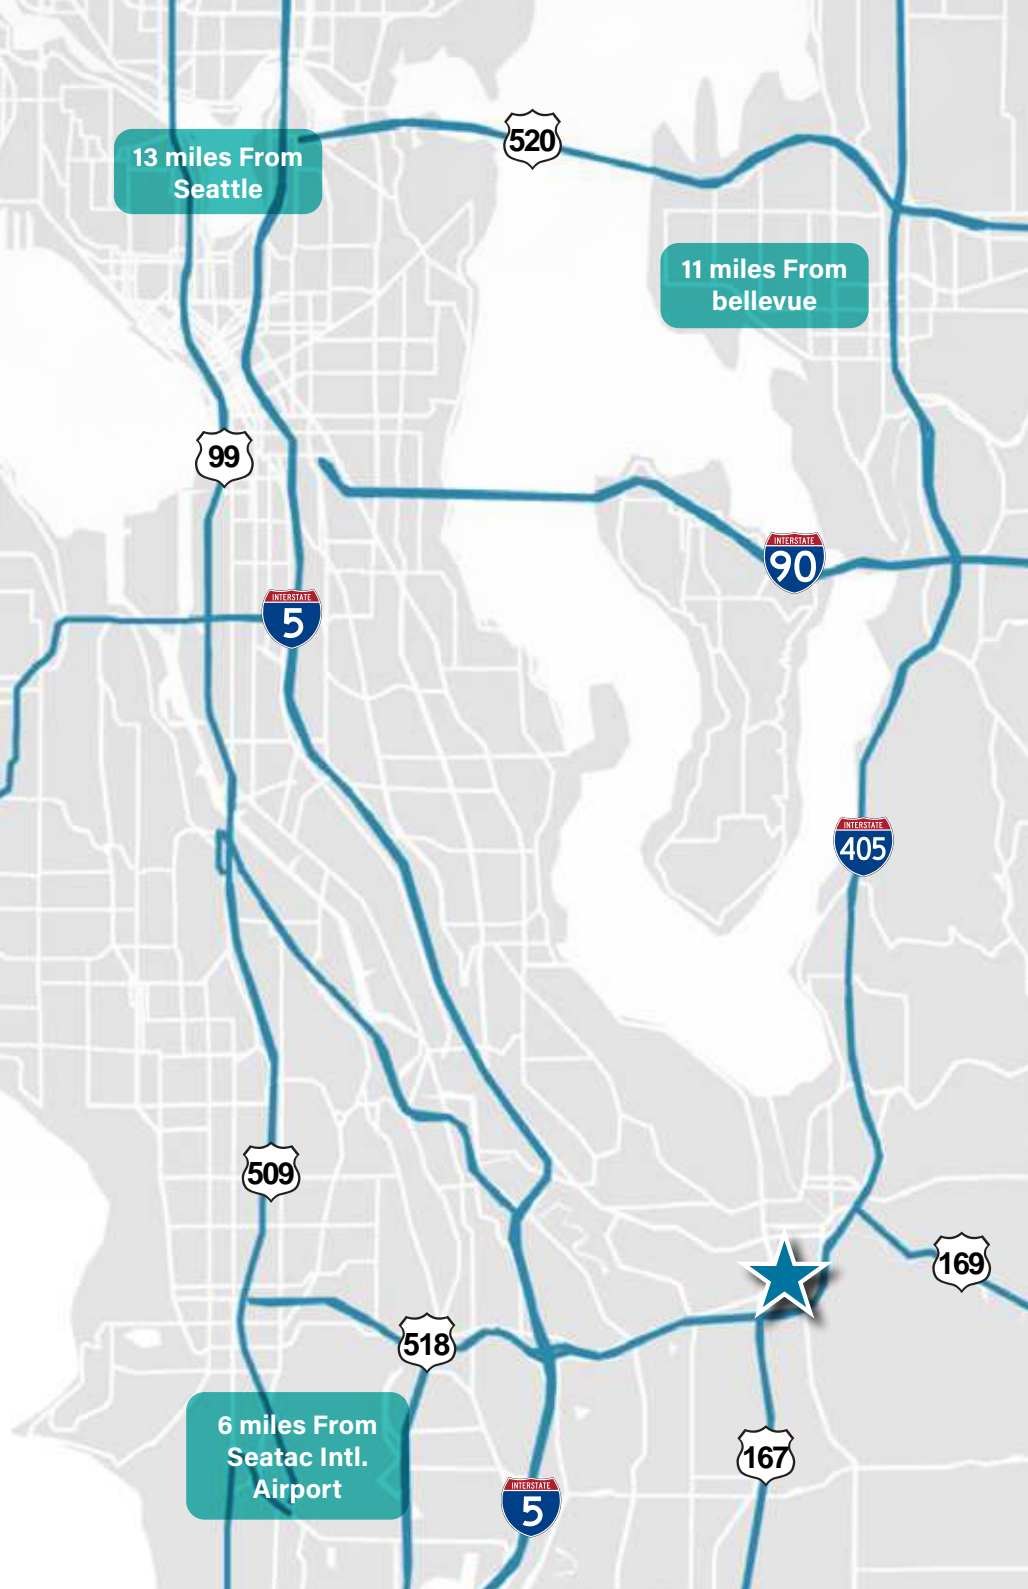 520
13 miles From
Seattle
11 miles From
bellevue
99
INTERSTATE
90
INTERSTATE
5
INTERSTATE
405
509
169
518
6 miles From
Seatac Intl.
Airport
167
INTERSTATE
5